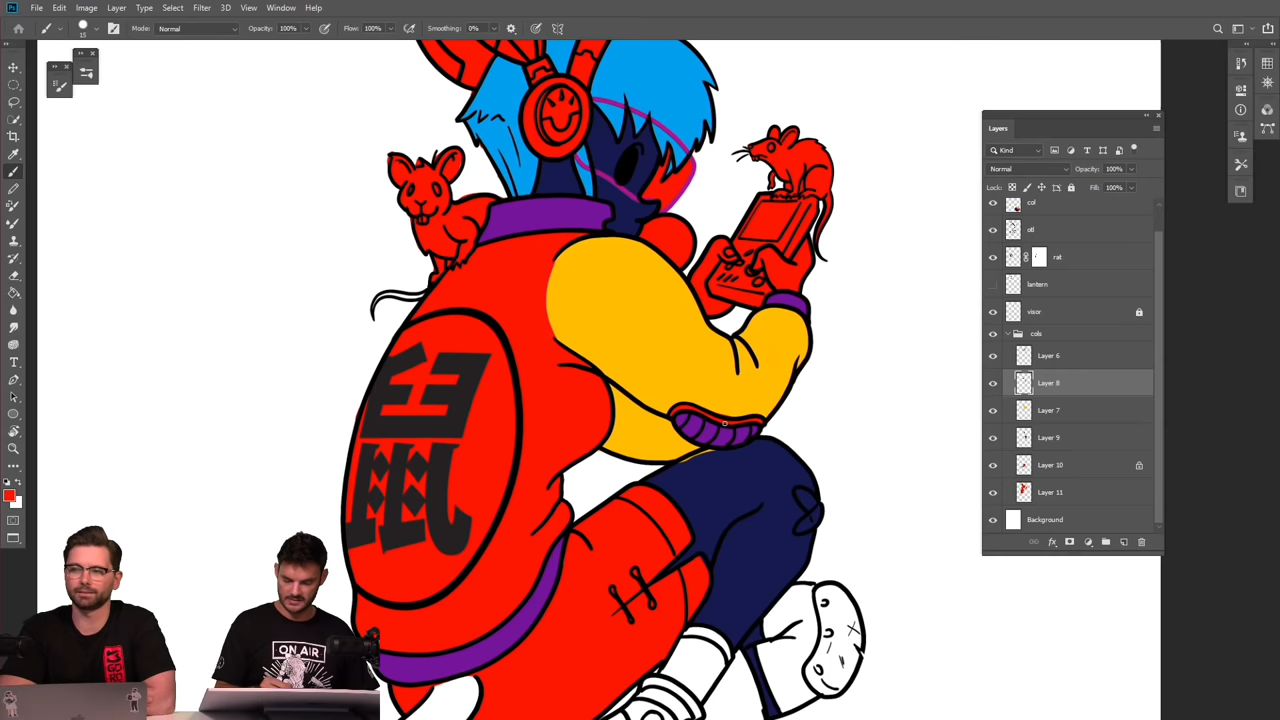 File Edit Image Layer Type Select Filter 3D View Window Help
15 Mode: Normal Opacity: 100% Flow: 100% Smoothing: 0%
Layers
Kind
Normal Opacity: 100%
Lock: Fill: 100%
col
otl
rat
lantern
visor
cols
Layer 6
Layer 8
Layer 7
Layer 9
Layer 10
Layer 11
Background
鼠
ON AIR